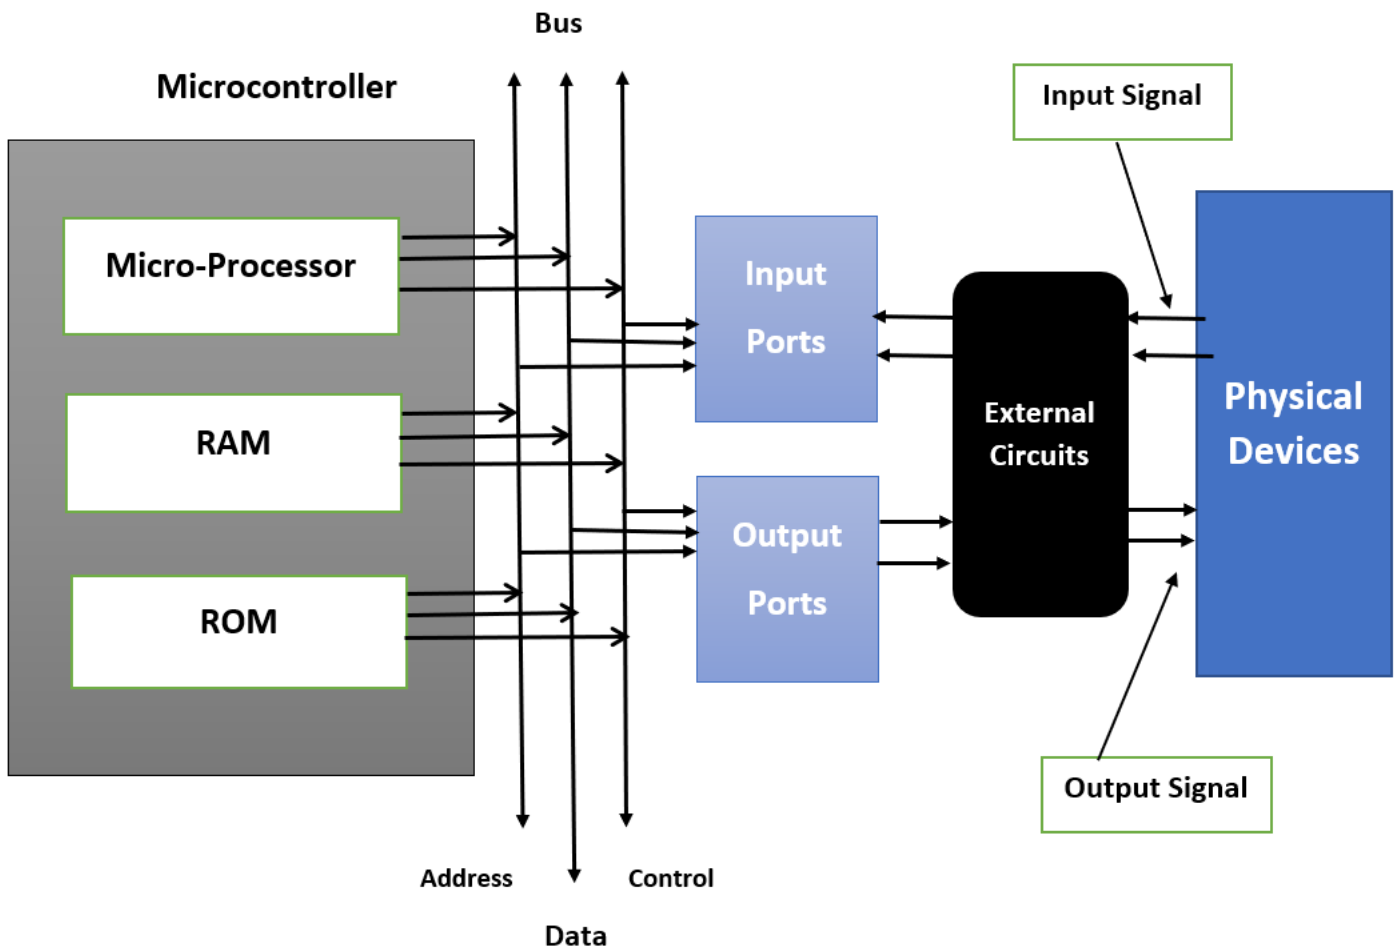 Bus
Microcontroller
Input Signal
Micro-Processor
Input
Ports
RAM
External
Circuits
Physical
Devices
Output
Ports
ROM
Output Signal
Address
Control
Data